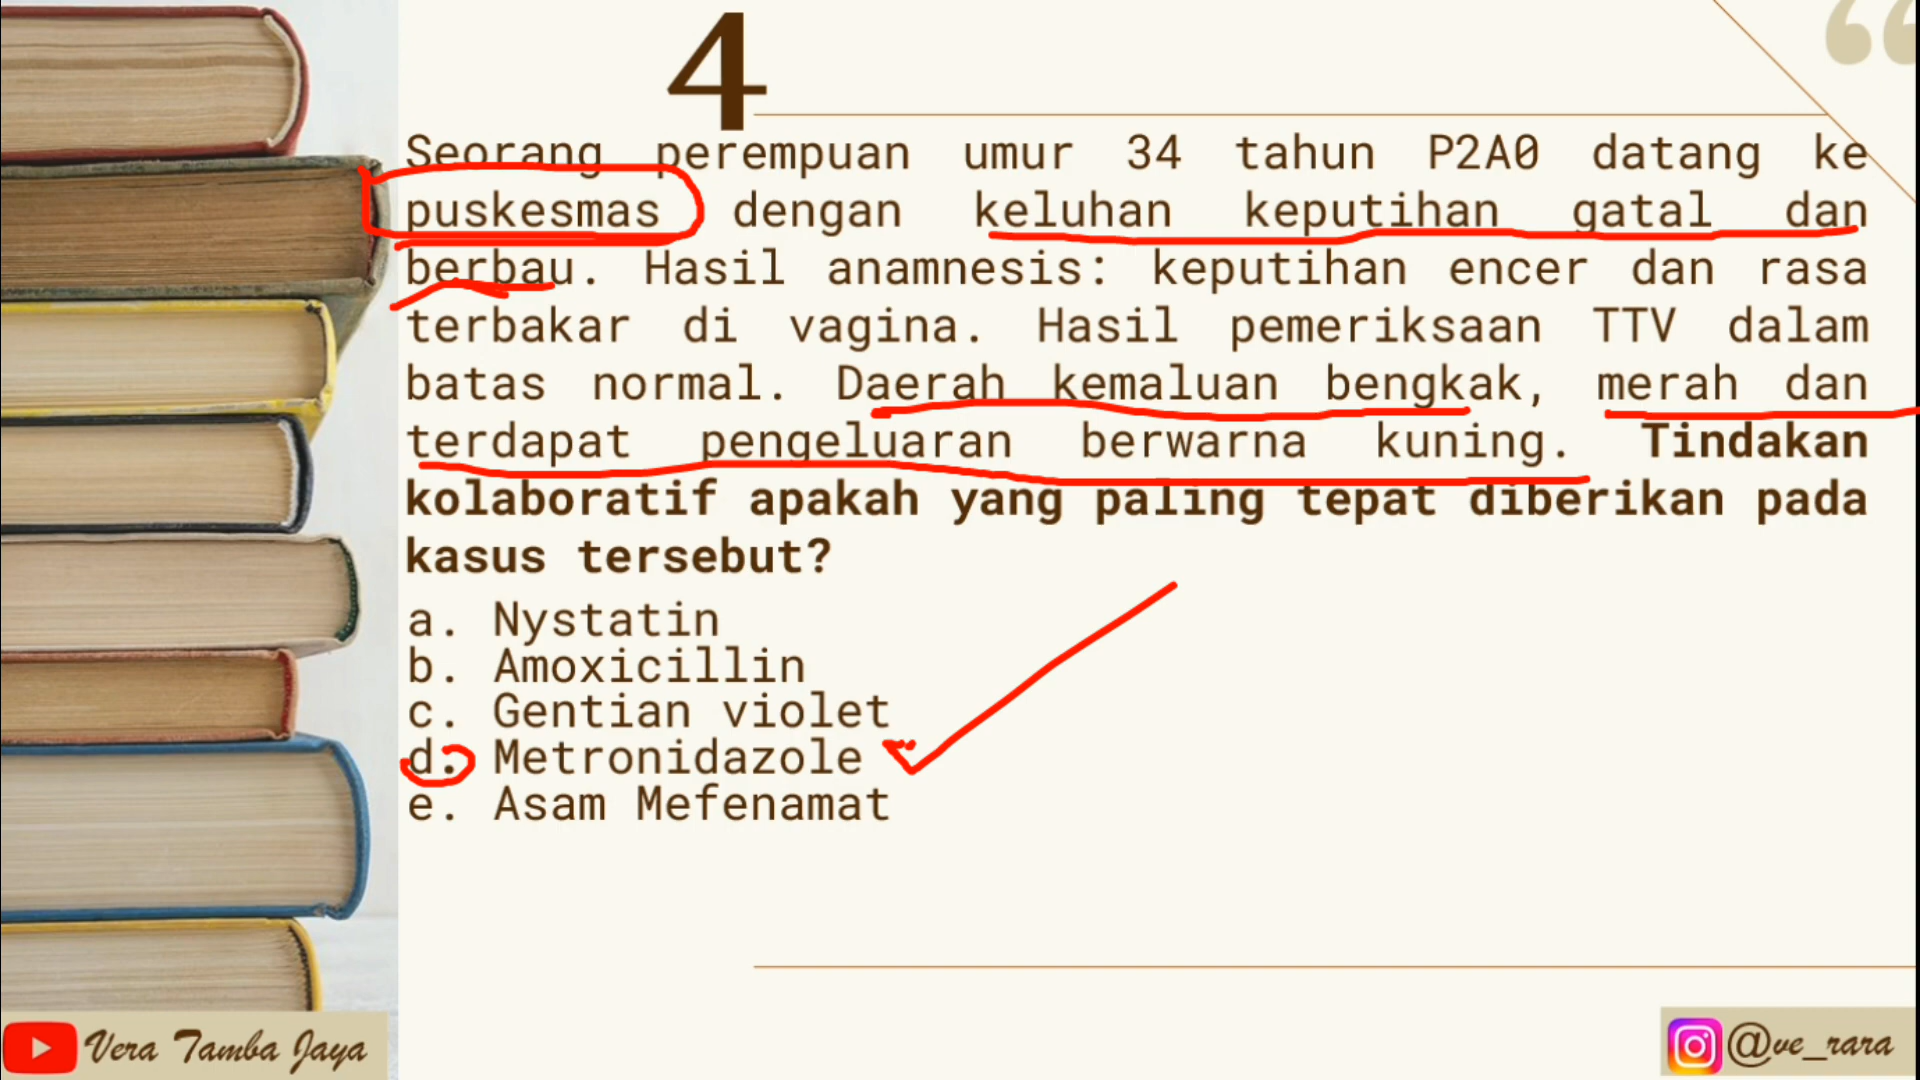 4
Seorang perempuan umur 34 tahun P2A0 datang ke
puskesmas dengan keluhan keputihan gatal dan
berbau. Hasil anamnesis: keputihan encer dan rasa
terbakar di vagina. Hasil pemeriksaan TTV dalam
batas normal. Daerah kemaluan bengkak, merah dan
terdapat pengeluaran berwarna kuning. Tindakan
kolaboratif apakah yang paling tepat diberikan pada
kasus tersebut?
a. Nystatin
b. Amoxicillin
c. Gentian violet
d. Metronidazole
e. Asam Mefenamat
Vera Tamba Jaya
@ve_rara